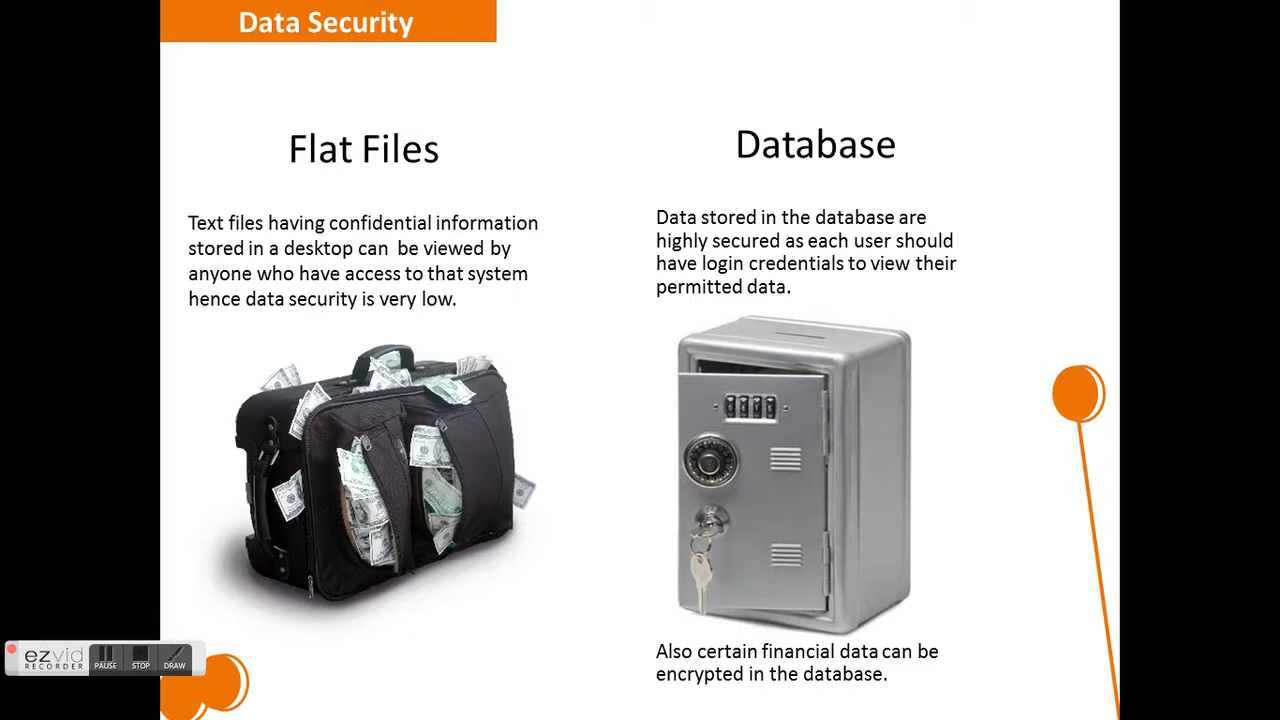 Data Security
Flat Files
Text files having confidential information
stored in a desktop can  be viewed by
anyone who have access to that system
hence data security is very low.
Database
Data stored in the database are
highly secured as each user should
have login credentials to view their
permitted data.
Also certain financial data can be
encrypted in the database.
ezvid
RECORDER
PAUSE
STOP
DRAW